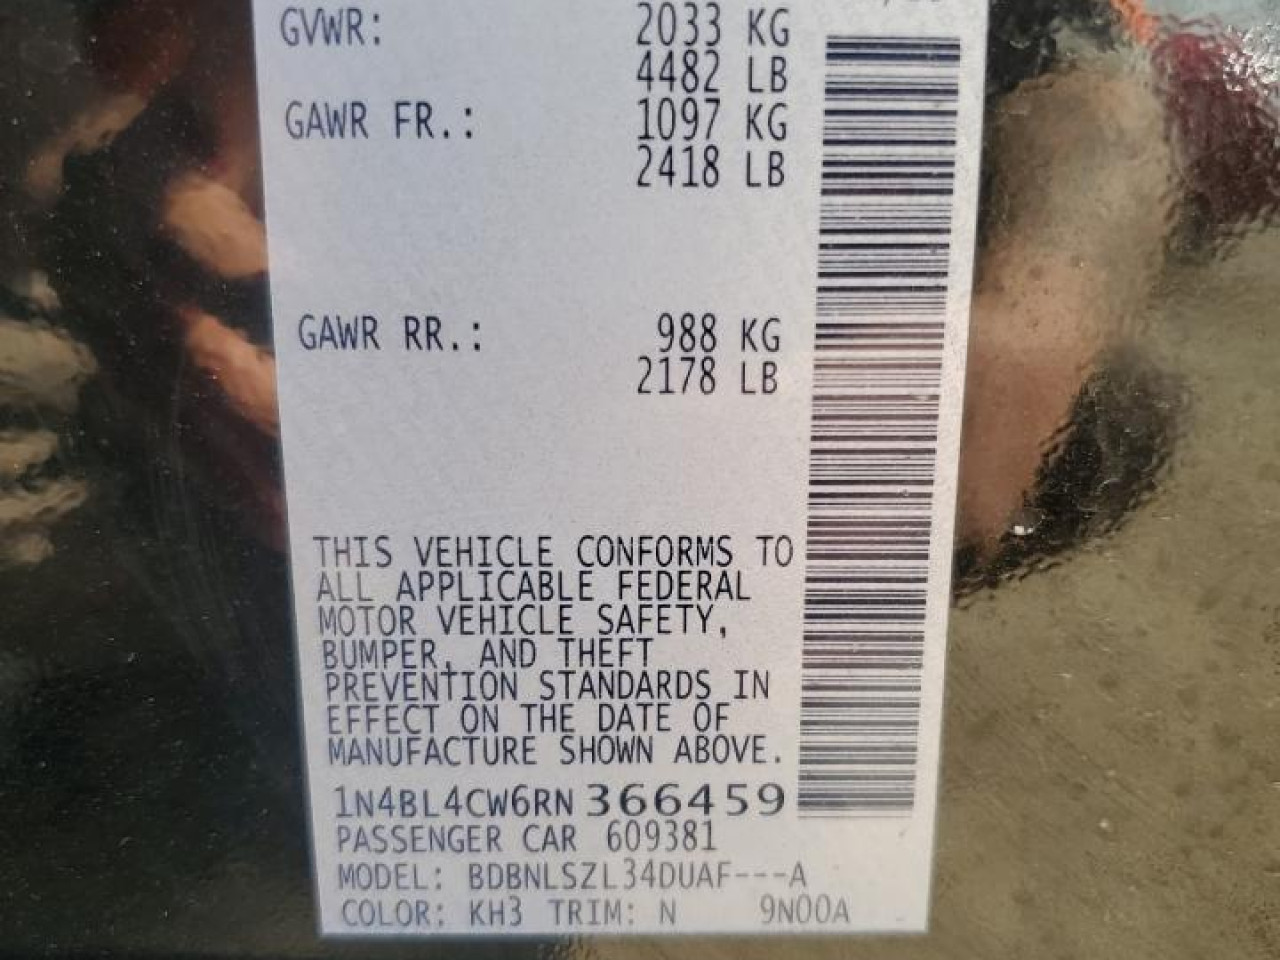 GVWR: 2033 KG
4482 LB
GAWR FR.: 1097 KG
2418 LB
GAWR RR.: 988 KG
2178 LB
THIS VEHICLE CONFORMS TO
ALL APPLICABLE FEDERAL
MOTOR VEHICLE SAFETY,
BUMPER, AND THEFT
PREVENTION STANDARDS IN
EFFECT ON THE DATE OF
MANUFACTURE SHOWN ABOVE.
1N4BL4CW6RN366459
PASSENGER CAR 609381
MODEL: BDBNLSZL34DUAF---A
COLOR: KH3 TRIM: N 9N00A